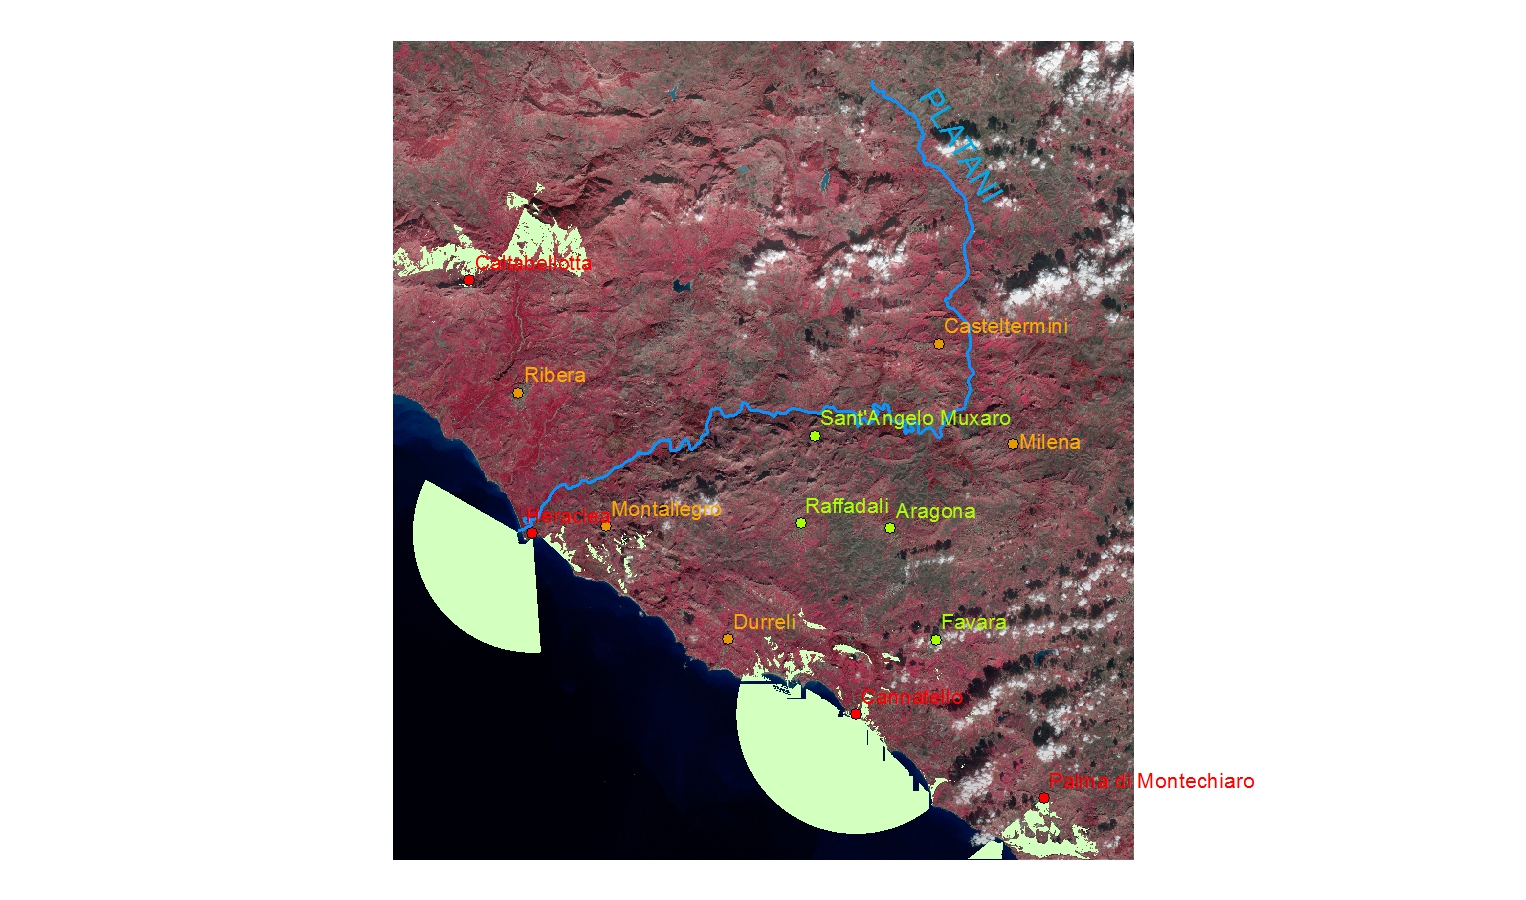 PLATANI
Caltabellotta
Casteltermini
Ribera
Sant'Angelo Muxaro
Milena
Raffadali
Aragona
Montallegro
Heraclea
Durreli
Favara
Cannatello
Palma di Montechiaro